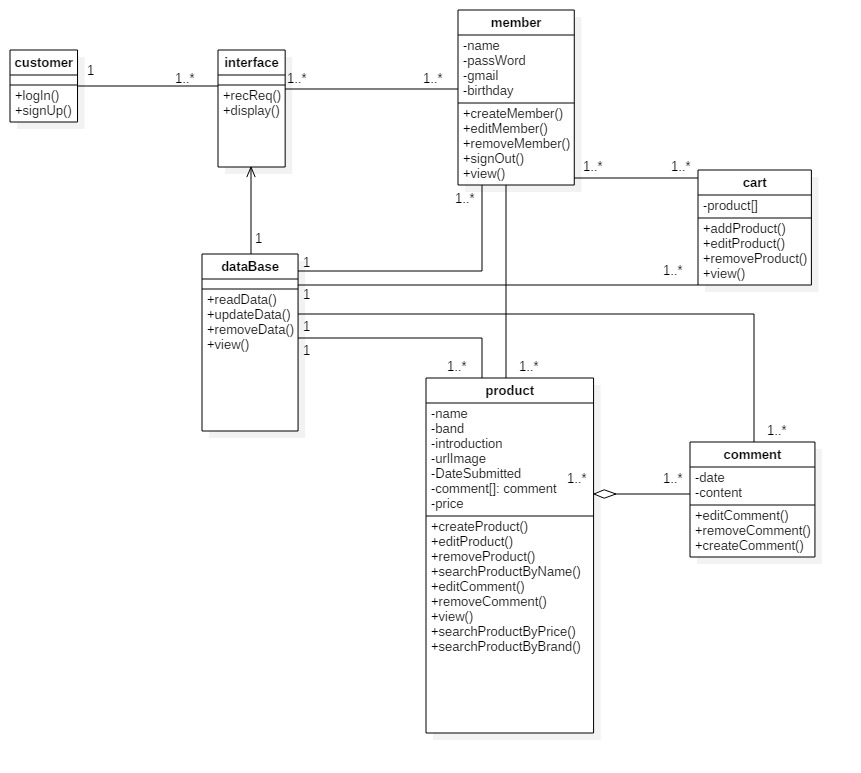 customer
+logIn()
+signUp()
1
1..*
interface
+recReq()
+display()
1..*
1..*
member
-name
-passWord
-gmail
-birthday
+createMember()
+editMember()
+removeMember()
+signOut()
+view()
1..*
1..*
cart
-product[]
+addProduct()
+editProduct()
+removeProduct()
+view()
1..*
1
dataBase
+readData()
+updateData()
+removeData()
+view()
1
1
1
1
1..*
1..*
1..*
1..*
product
-name
-band
-introduction
-urlImage
-DateSubmitted
-comment[]: comment
-price
+createProduct()
+editProduct()
+removeProduct()
+searchProductByName()
+editComment()
+removeComment()
+view()
+searchProductByPrice()
+searchProductByBrand()
1..*
1..*
1..*
comment
-date
-content
+editComment()
+removeComment()
+createComment()